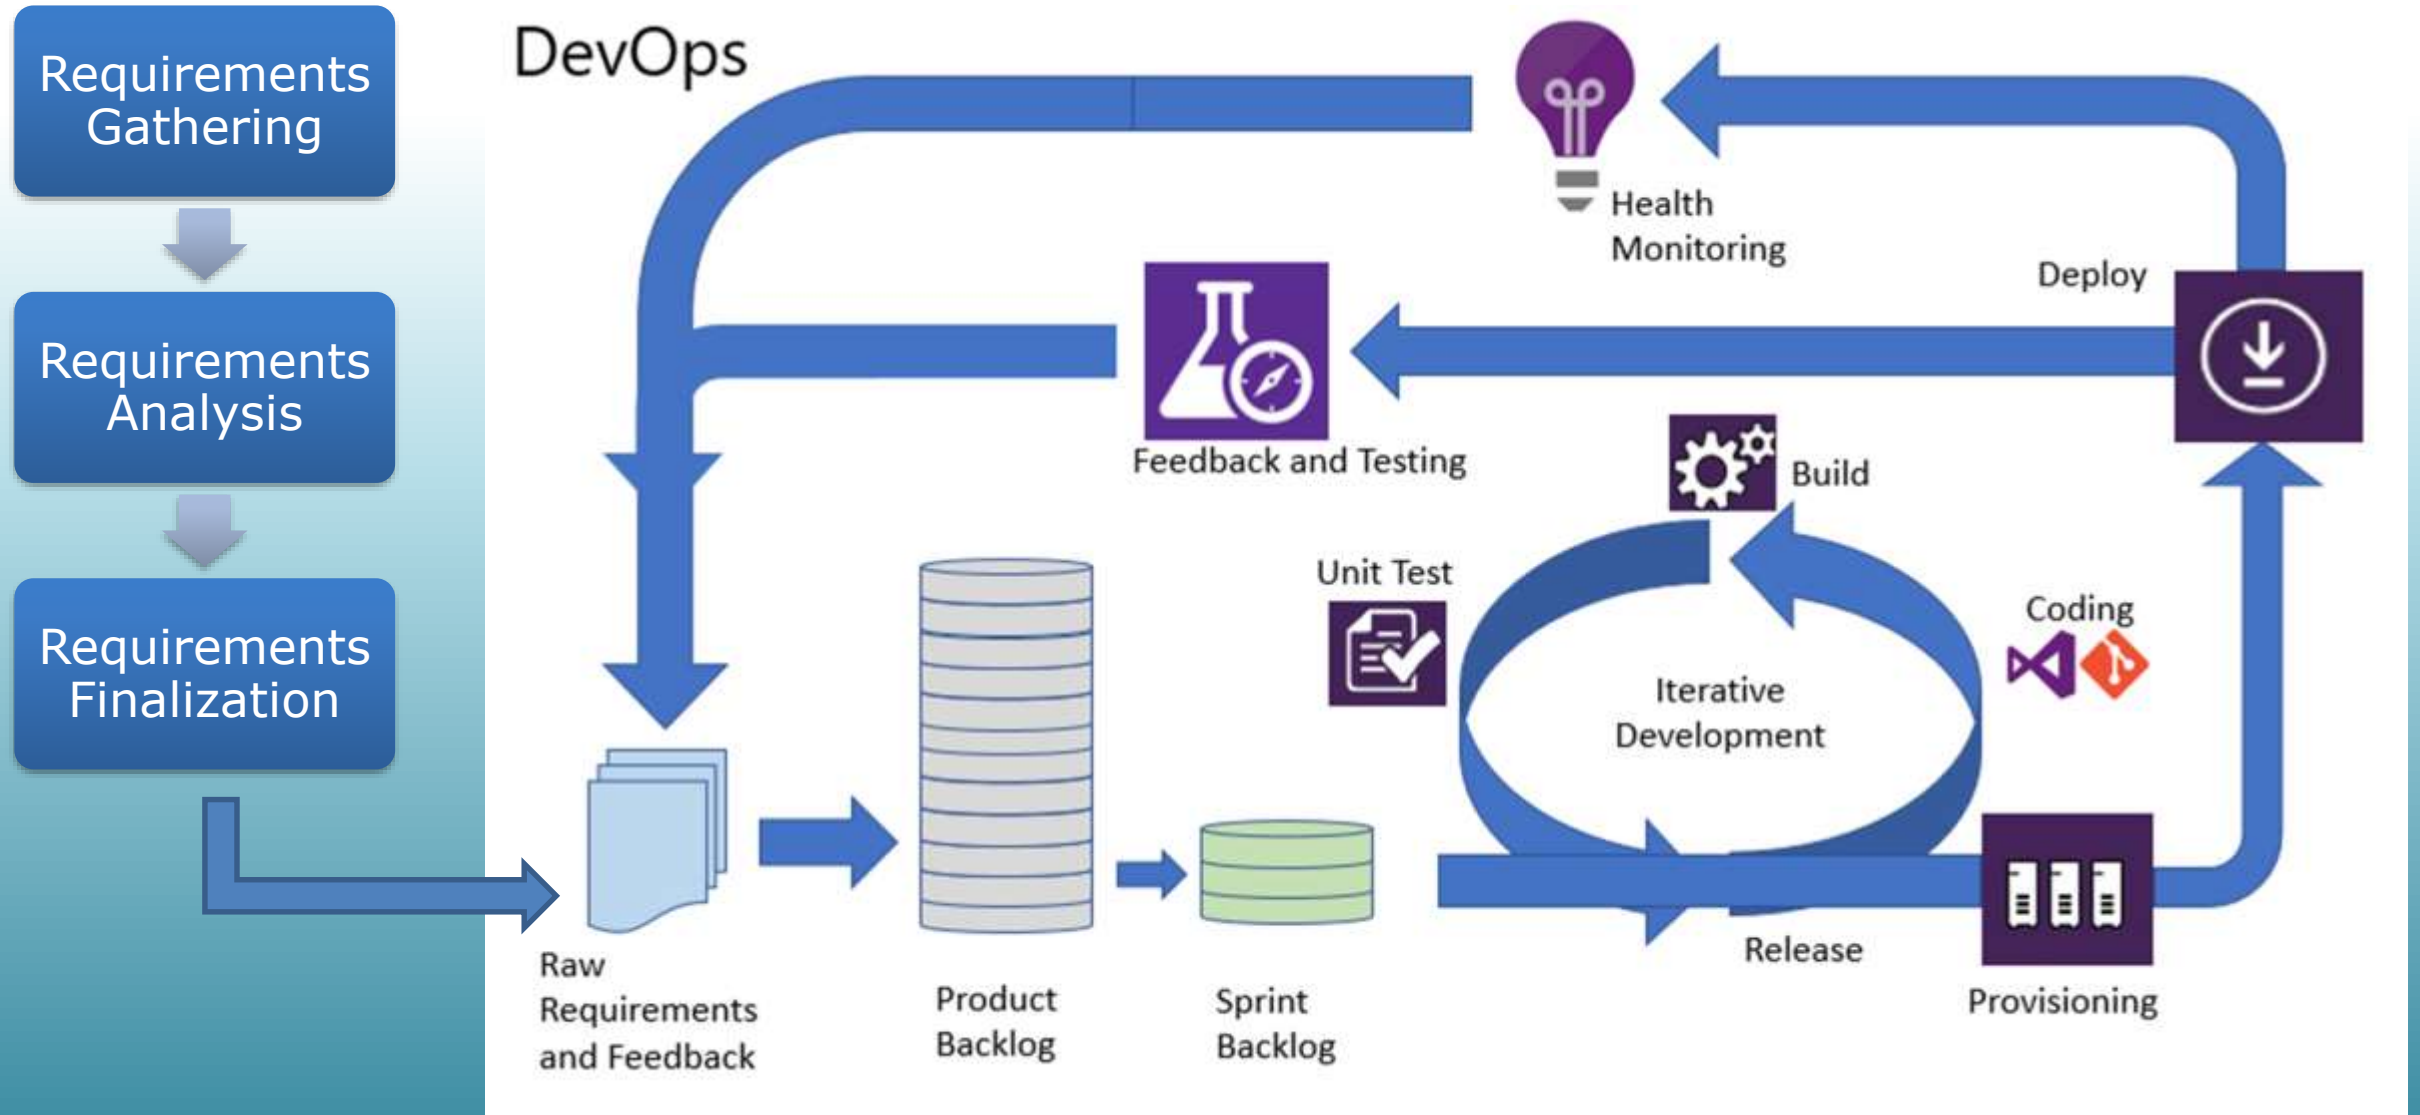 Requirements
Gathering
Requirements
Analysis
Requirements
Finalization
DevOps
Health
Monitoring
Deploy
Feedback and Testing
Build
Unit Test
Coding
Iterative
Development
Release
Provisioning
Raw
Requirements
and Feedback
Product
Backlog
Sprint
Backlog